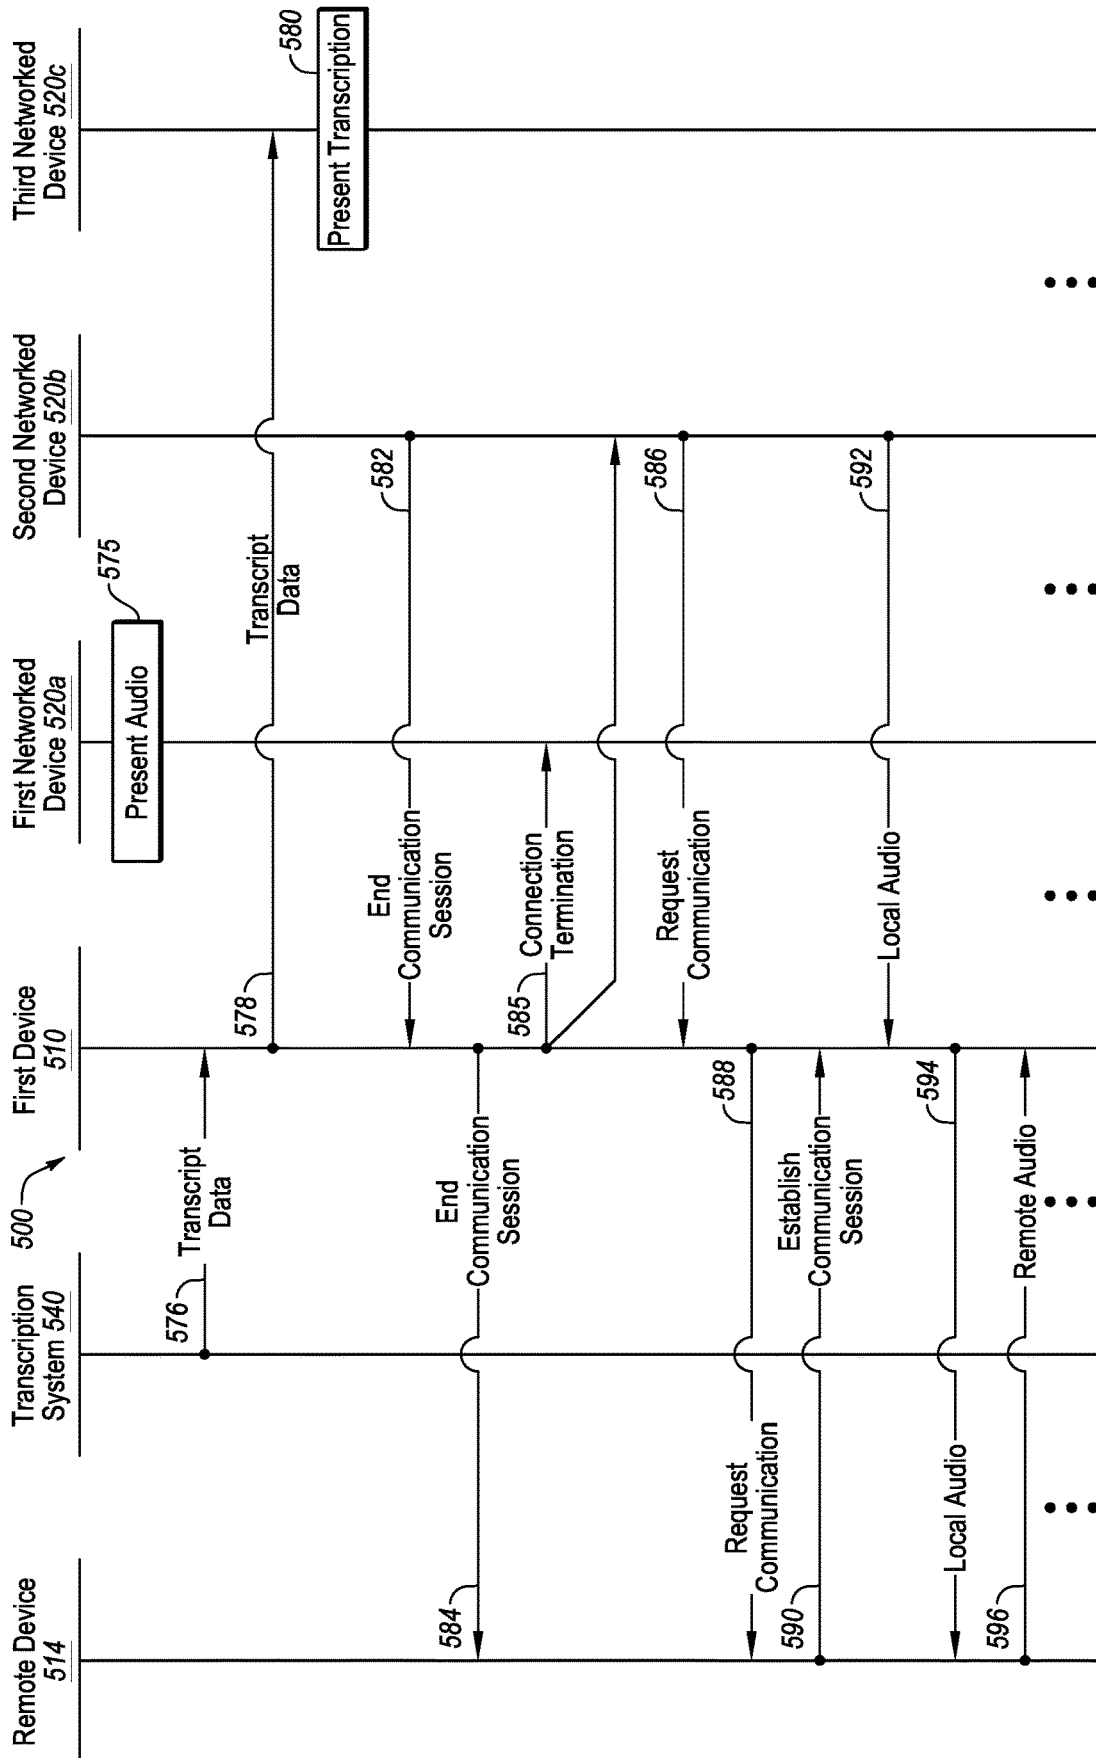 500
Remote Device
514
Transcription
System 540
First Device
510
First Networked
Device 520a
Second Networked
Device 520b
Third Networked
Device 520c
Present Audio
575
576
Transcript
Data
578
Transcript
Data
Present Transcription
580
End
Communication
Session
582
584
End
Communication
Session
585
Connection
Termination
Request
Communication
586
Request
Communication
588
590
Establish
Communication
Session
Local Audio
592
Local Audio
594
596
Remote Audio